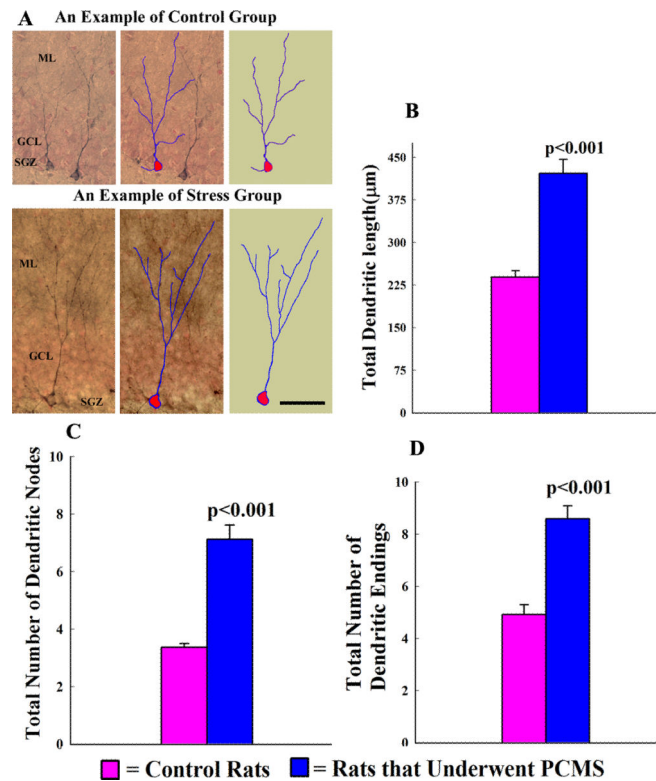 A
An Example of Control Group
ML
GCL
SGZ
An Example of Stress Group
ML
GCL
SGZ
B
p<0.001
450
375
300
225
150
75
0
Total Dendritic length(μm)
C
10
8
6
4
2
0
Total Number of Dendritic Nodes
p<0.001
D
10
8
6
4
2
0
Total Number of
Dendritic Endings
p<0.001
= Control Rats = Rats that Underwent PCMS